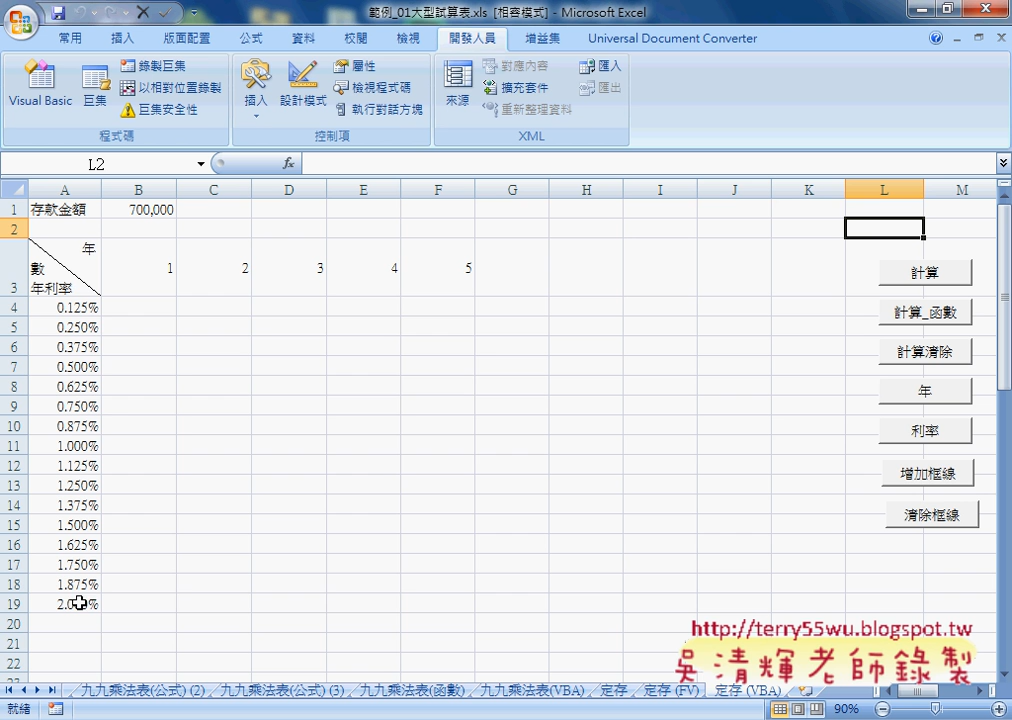 範例_01大型試算表.xls [相容模式] - Microsoft Excel
常用 插入 版面配置 公式 資料 校閱 檢視 開發人員 增益集 Universal Document Converter
Visual Basic 巨集 錄製巨集 以相對位置錄製 巨集安全性 程式碼
插入 設計模式 屬性 檢視程式碼 執行對話方塊 控制項
來源 對應內容 擴充套件 重新整理資料 匯入 匯出 XML
L2 fx
A B C D E F G H I J K L M
1 存款金額 700,000
2
年
數 1 2 3 4 5
3 年利率
4 0.125%
5 0.250%
6 0.375%
7 0.500%
8 0.625%
9 0.750%
10 0.875%
11 1.000%
12 1.125%
13 1.250%
14 1.375%
15 1.500%
16 1.625%
17 1.750%
18 1.875%
19
20
21
22
計算
計算_函數
計算清除
年
利率
增加框線
清除框線
http://terry55wu.blogspot.tw
吳清輝老師錄製
九九乘法表(公式) (2) 九九乘法表(公式) (3) 九九乘法表(函數) 九九乘法表(VBA) 定存 定存 (FV) 定存 (VBA)
就緒 90%